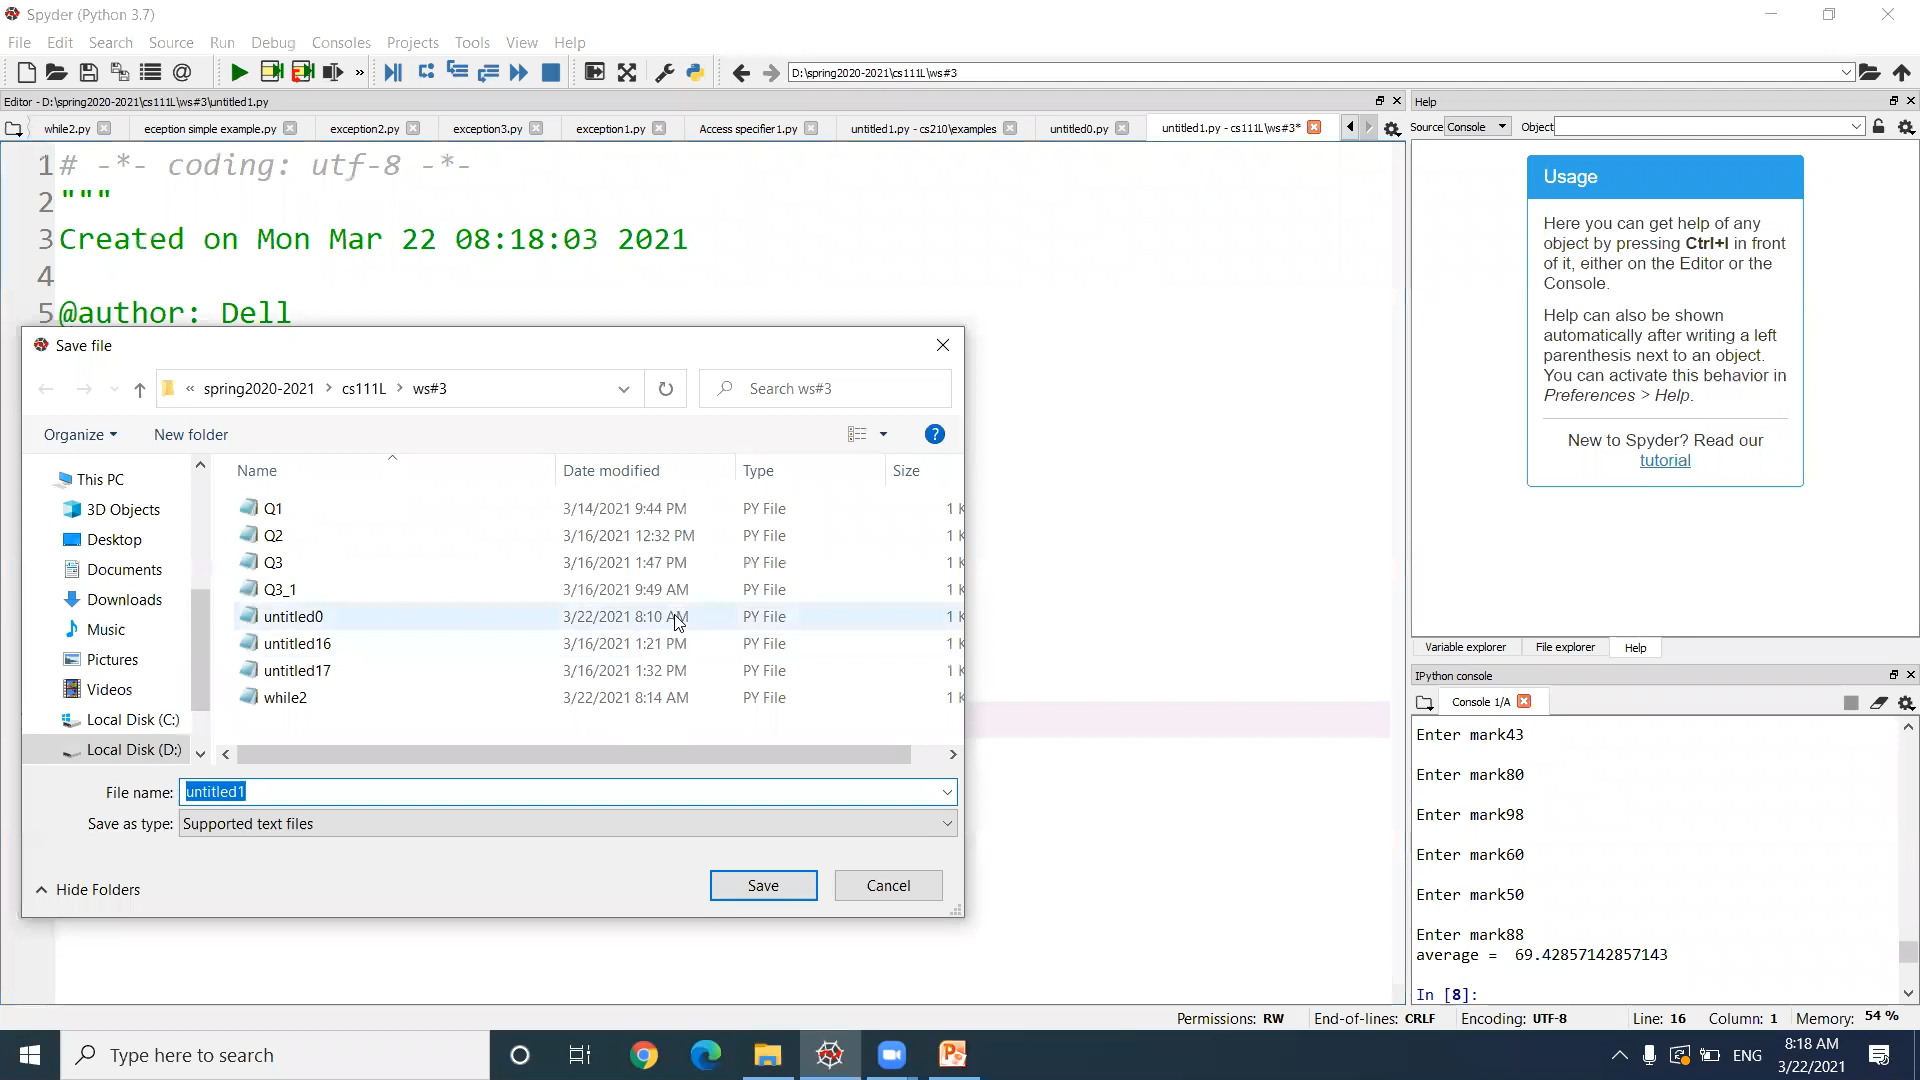 Spyder (Python 3.7)
File Edit Search Source Run Debug Consoles Projects Tools View Help
D:\spring2020-2021\cs111L\ws#3
Editor - D:\spring2020-2021\cs111L\ws#3\untitled1.py
while2.py eception simple example.py exception2.py exception3.py exception1.py Access specifier1.py untitled1.py - cs210\examples untitled0.py untitled1.py - cs111L\ws#3*
1 # -*- coding: utf-8 -*-
2 """
3 Created on Mon Mar 22 08:18:03 2021
4
5 @author: Dell
Save file
« spring2020-2021 > cs111L > ws#3
Search ws#3
Organize New folder
This PC
3D Objects
Desktop
Documents
Downloads
Music
Pictures
Videos
Local Disk (C:)
Local Disk (D:)
Name Date modified Type Size
Q1 3/14/2021 9:44 PM PY File 1 K
Q2 3/16/2021 12:32 PM PY File 1 K
Q3 3/16/2021 1:47 PM PY File 1 K
Q3_1 3/16/2021 9:49 AM PY File 1 K
untitled0 3/22/2021 8:10 AM PY File 1 K
untitled16 3/16/2021 1:21 PM PY File 1 K
untitled17 3/16/2021 1:32 PM PY File 1 K
while2 3/22/2021 8:14 AM PY File 1 K
File name: untitled1
Save as type: Supported text files
Hide Folders
Save Cancel
Help
Source Console Object
Usage
Here you can get help of any
object by pressing Ctrl+I in front
of it, either on the Editor or the
Console.
Help can also be shown
automatically after writing a left
parenthesis next to an object.
You can activate this behavior in
Preferences > Help.
New to Spyder? Read our
tutorial
Variable explorer File explorer Help
IPython console
Console 1/A
Enter mark43
Enter mark80
Enter mark98
Enter mark60
Enter mark50
Enter mark88
average =  69.42857142857143
In [8]:
Permissions: RW End-of-lines: CRLF Encoding: UTF-8 Line: 16 Column: 1 Memory: 54 %
Type here to search
ENG
8:18 AM
3/22/2021